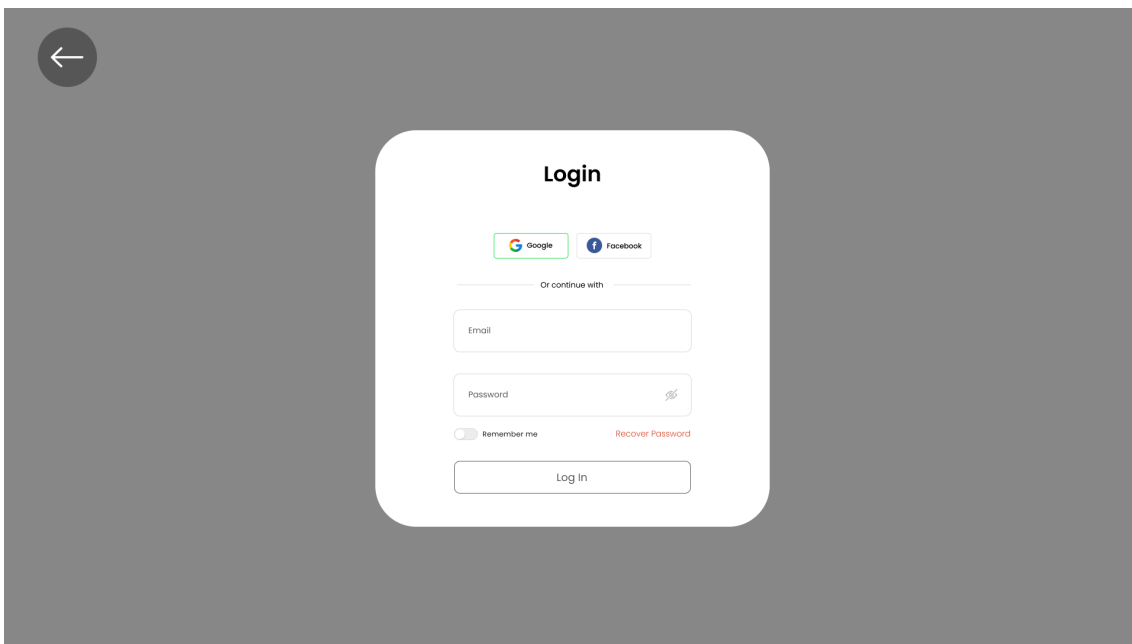 Login
Google Facebook
Or continue with
Email
Password
Remember me Recover Password
Log In